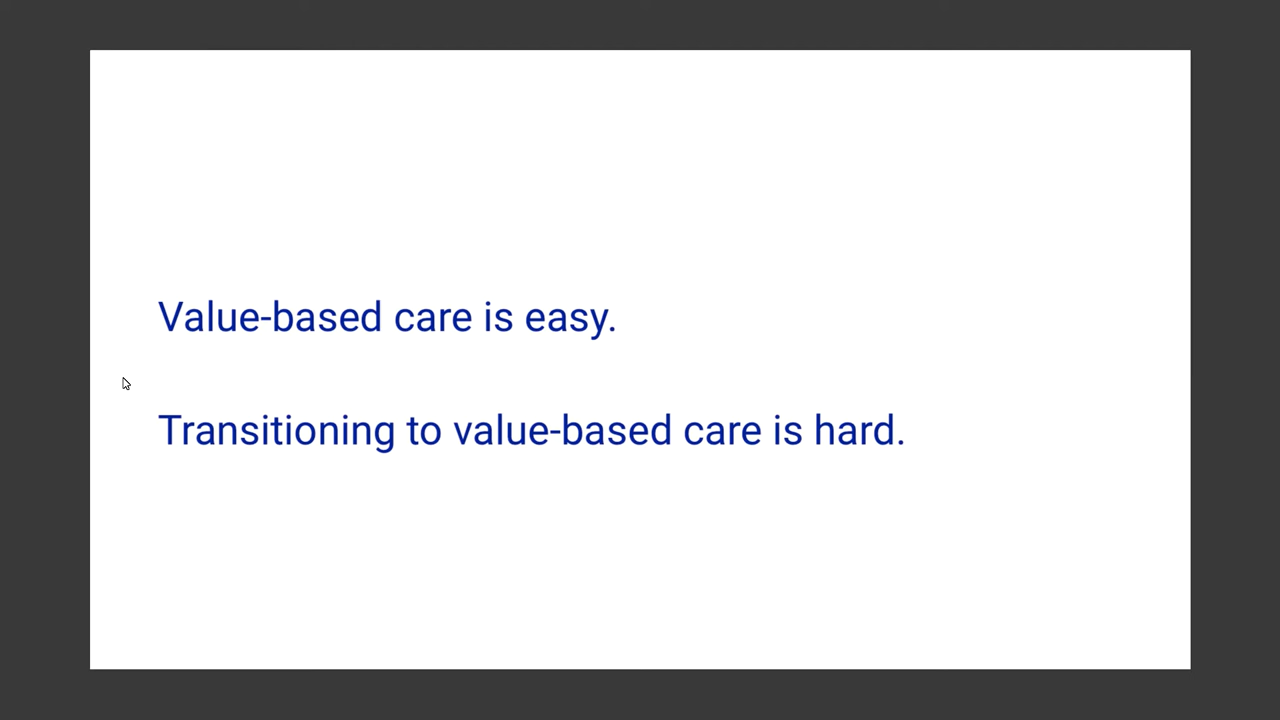 Value-based care is easy.
Transitioning to value-based care is hard.